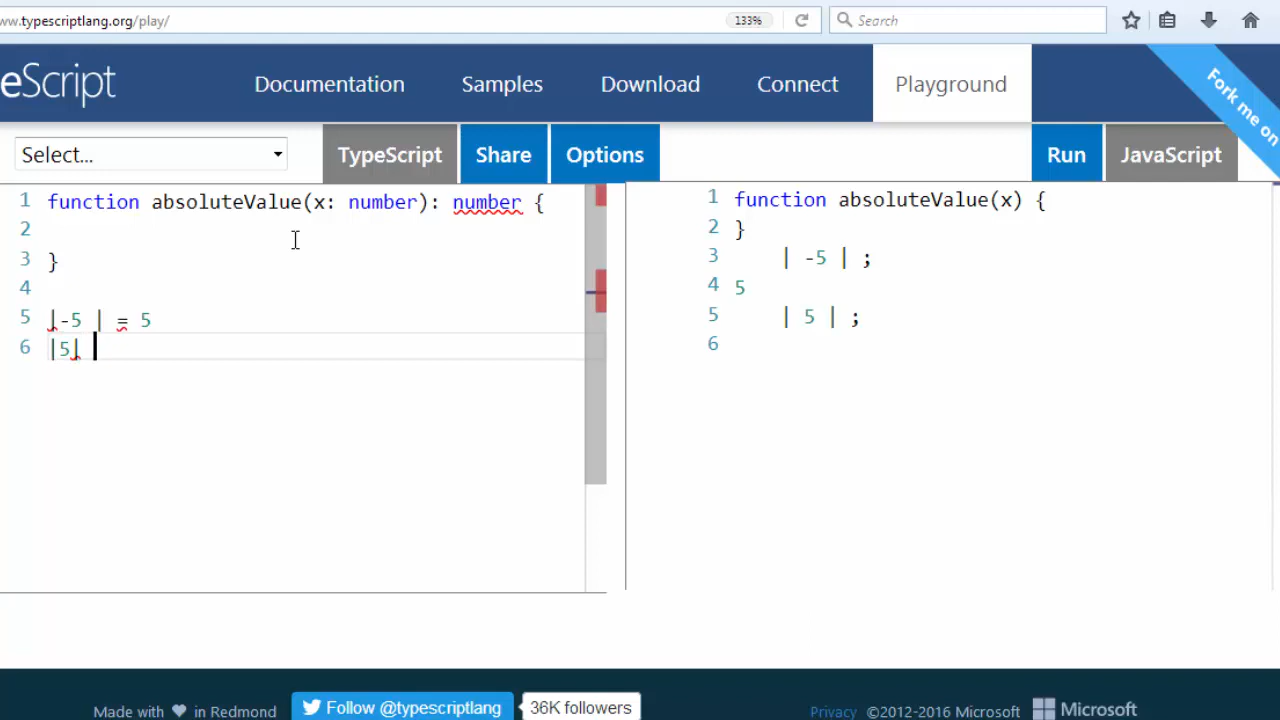 ww.typescriptlang.org/play/ 133% Search
eScript Documentation Samples Download Connect Playground
Fork me on
Select... TypeScript Share Options Run JavaScript
1 function absoluteValue(x: number): number {
2
3 }
4
5 |-5 | = 5
6 |5|
1 function absoluteValue(x) {
2 }
3 | -5 | ;
4 5
5 | 5 | ;
6
Made with ♥ in Redmond Follow @typescriptlang 36K followers Privacy ©2012-2016 Microsoft Microsoft